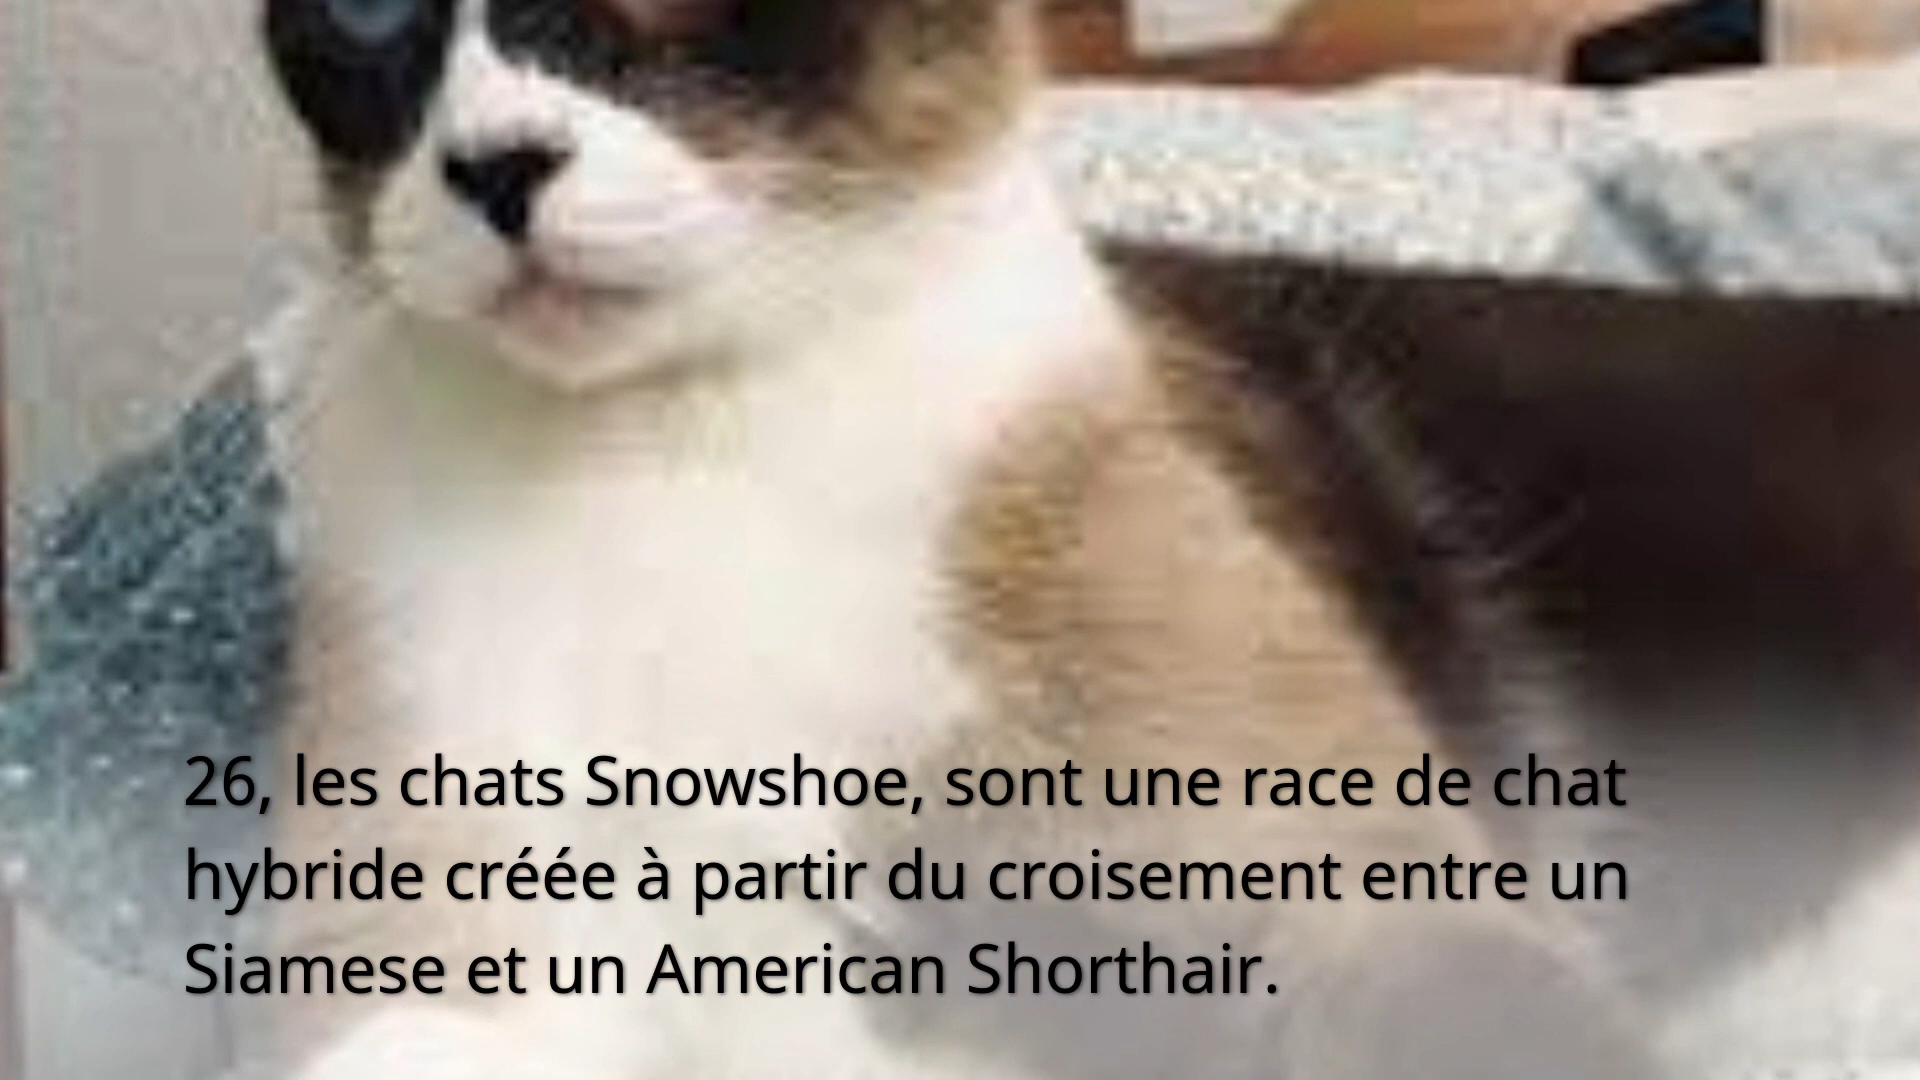 26, les chats Snowshoe, sont une race de chat
hybride créée à partir du croisement entre un
Siamese et un American Shorthair.